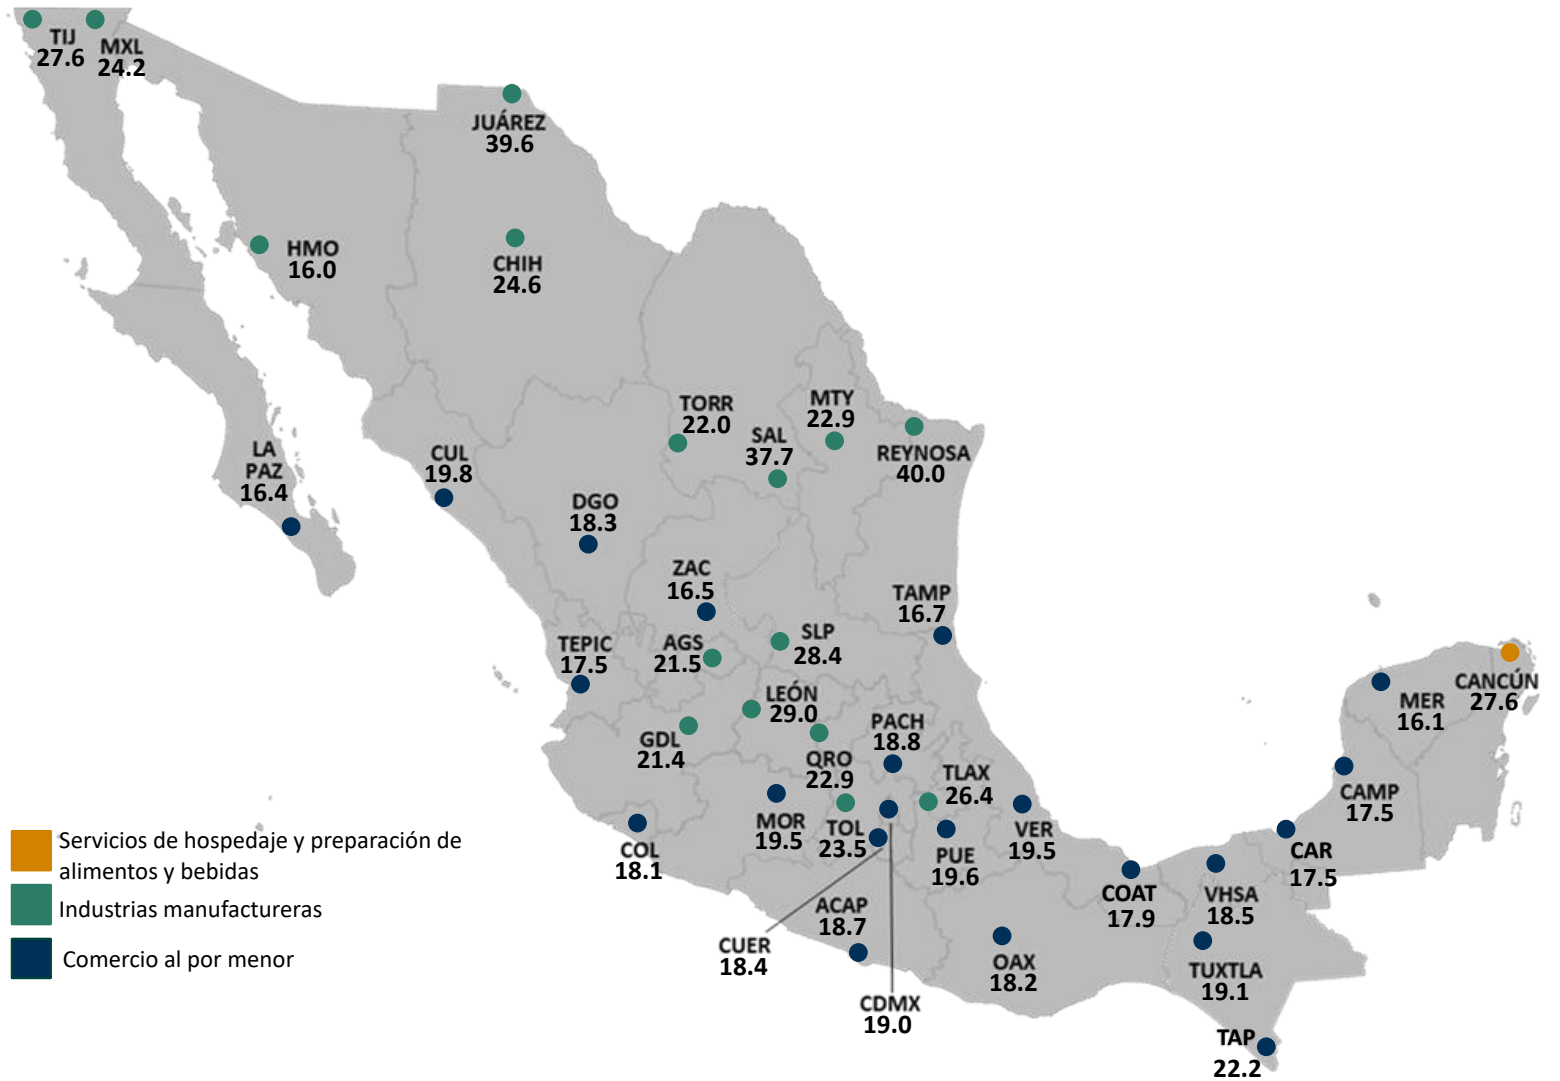 TIJ
27.6
MXL
24.2
JUÁREZ
39.6
HMO
16.0
CHIH
24.6
TORR
22.0
MTY
22.9
SAL
37.7
REYNOSA
40.0
LA
PAZ
16.4
CUL
19.8
DGO
18.3
ZAC
16.5
TAMP
16.7
TEPIC
17.5
AGS
21.5
SLP
28.4
LEÓN
29.0
GDL
21.4
QRO
22.9
PACH
18.8
TLAX
26.4
MER
16.1
CANCÚN
27.6
CAMP
17.5
COL
18.1
MOR
19.5
TOL
23.5
PUE
19.6
VER
19.5
CAR
17.5
COAT
17.9
VHSA
18.5
ACAP
18.7
CUER
18.4
CDMX
19.0
OAX
18.2
TUXTLA
19.1
TAP
22.2
Servicios de hospedaje y preparación de
alimentos y bebidas
Industrias manufactureras
Comercio al por menor